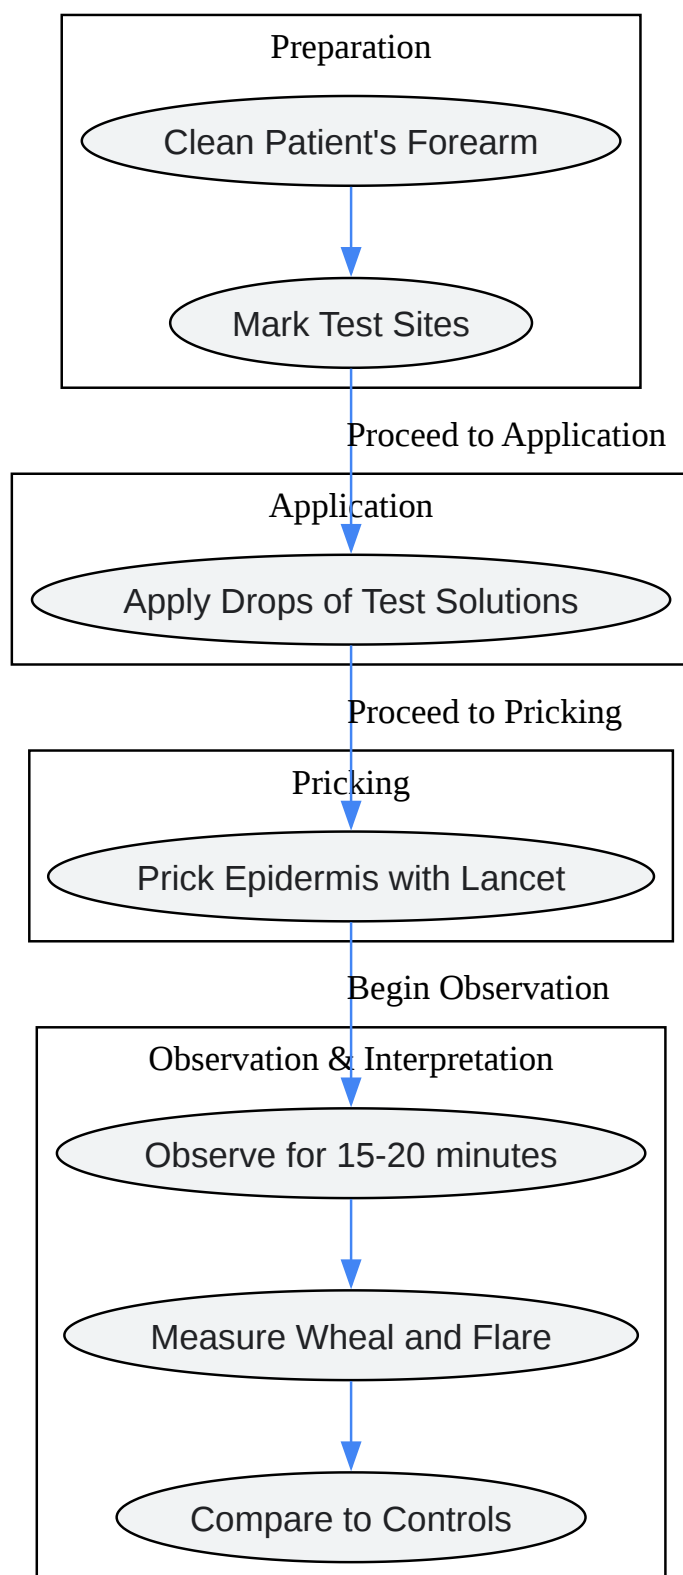 Preparation
Clean Patient's Forearm
Mark Test Sites
Proceed to Application
Application
Apply Drops of Test Solutions
Proceed to Pricking
Pricking
Prick Epidermis with Lancet
Begin Observation
Observation & Interpretation
Observe for 15-20 minutes
Measure Wheal and Flare
Compare to Controls